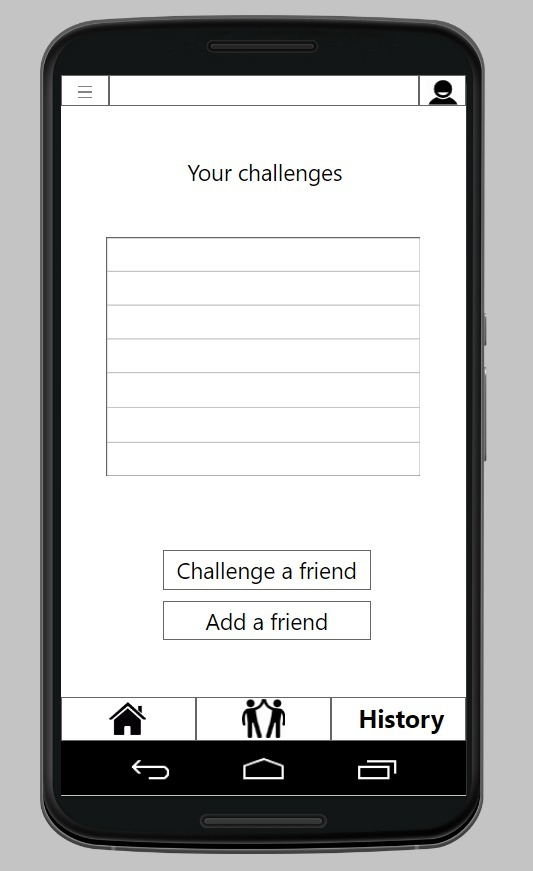 Your challenges
Challenge a friend
Add a friend
History